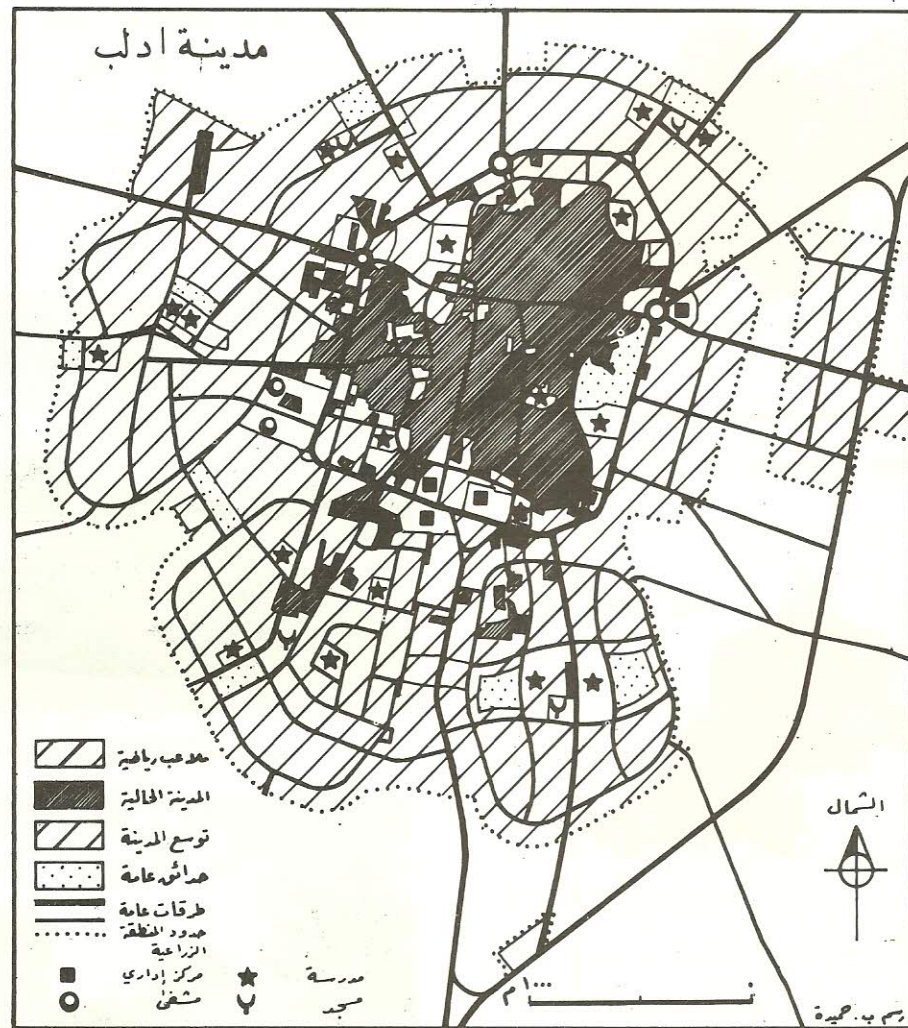 مدينة ادلب
ملاعب رياضية
المدينة الحالية
توسع المدينة
حدائق عامة
طرقات عامة
حدود المنطقة
الزراعية
مركز إداري
مدرسة
مشفى
مسجد
الشمال
١٠٠٠ م
رسم ب. حميدة